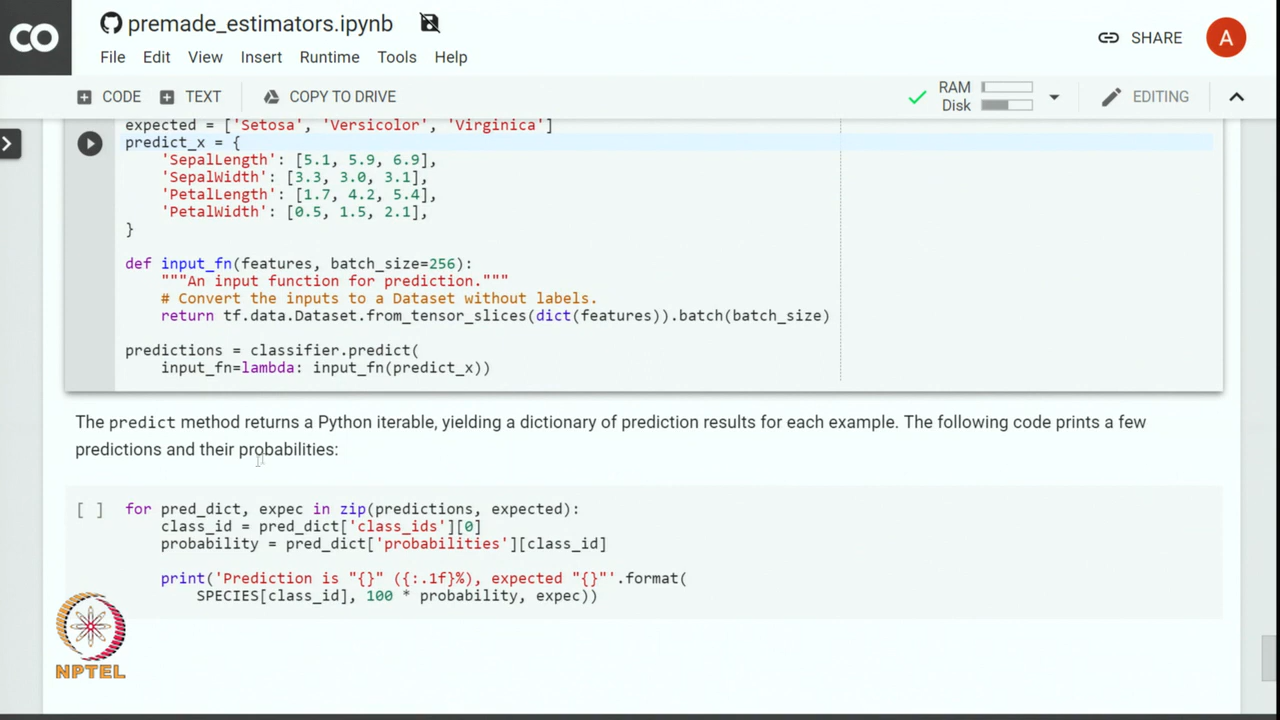 CO premade_estimators.ipynb
File Edit View Insert Runtime Tools Help
SHARE
A
CODE TEXT COPY TO DRIVE
RAM
Disk
EDITING
expected = ['Setosa', 'Versicolor', 'Virginica']
predict_x = {
    'SepalLength': [5.1, 5.9, 6.9],
    'SepalWidth': [3.3, 3.0, 3.1],
    'PetalLength': [1.7, 4.2, 5.4],
    'PetalWidth': [0.5, 1.5, 2.1],
}
def input_fn(features, batch_size=256):
    """An input function for prediction."""
    # Convert the inputs to a Dataset without labels.
    return tf.data.Dataset.from_tensor_slices(dict(features)).batch(batch_size)
predictions = classifier.predict(
    input_fn=lambda: input_fn(predict_x))
The predict method returns a Python iterable, yielding a dictionary of prediction results for each example. The following code prints a few
predictions and their probabilities:
[ ] for pred_dict, expec in zip(predictions, expected):
    class_id = pred_dict['class_ids'][0]
    probability = pred_dict['probabilities'][class_id]
    print('Prediction is "{}" ({:.1f}%), expected "{}"'.format(
        SPECIES[class_id], 100 * probability, expec))
NPTEL